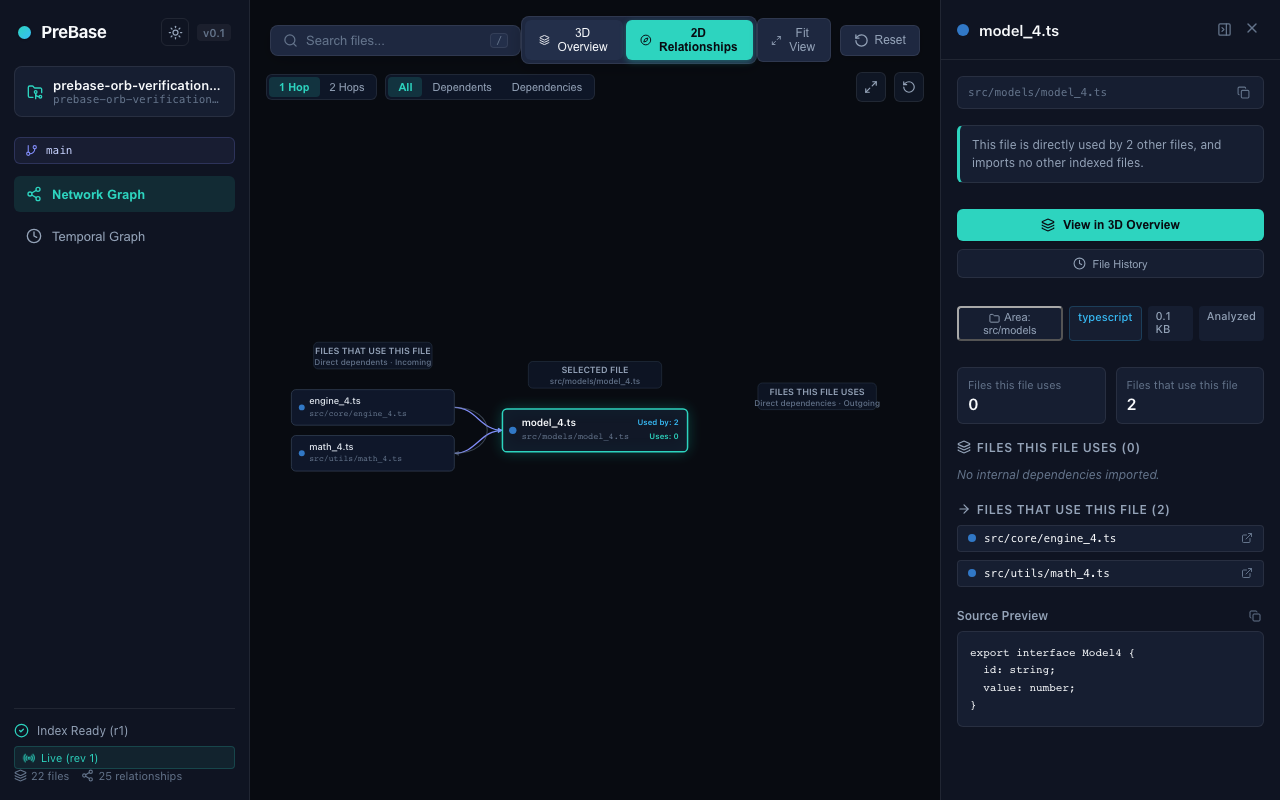 PreBase
v0.1
prebase-orb-verification...
prebase-orb-verification…
main
Network Graph
Temporal Graph
Index Ready (r1)
Live (rev 1)
22 files
25 relationships
Search files...
/
3D Overview
2D Relationships
Fit View
Reset
1 Hop
2 Hops
All
Dependents
Dependencies
FILES THAT USE THIS FILE
Direct dependents · Incoming
engine_4.ts
src/core/engine_4.ts
math_4.ts
src/utils/math_4.ts
SELECTED FILE
src/models/model_4.ts
model_4.ts
Used by: 2
src/models/model_4.ts
Uses: 0
FILES THIS FILE USES
Direct dependencies · Outgoing
model_4.ts
src/models/model_4.ts
This file is directly used by 2 other files, and
imports no other indexed files.
View in 3D Overview
File History
Area:
src/models
typescript
0.1
KB
Analyzed
Files this file uses
0
Files that use this file
2
FILES THIS FILE USES (0)
No internal dependencies imported.
FILES THAT USE THIS FILE (2)
src/core/engine_4.ts
src/utils/math_4.ts
Source Preview
export interface Model4 {
  id: string;
  value: number;
}